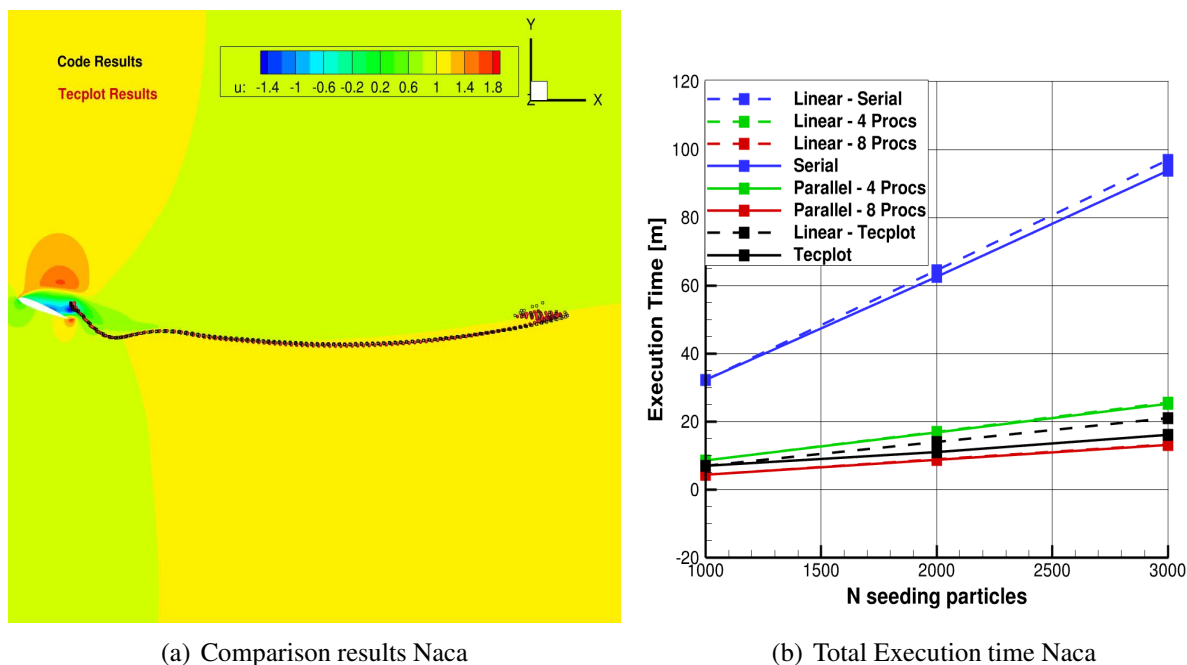 Code Results
Tecplot Results
u: -1.4 -1 -0.6 -0.2 0.2 0.6 1 1.4 1.8
Y
Z
X
(a) Comparison results Naca
Execution Time [m]
120
100
80
60
40
20
0
-20
Linear - Serial
Linear - 4 Procs
Linear - 8 Procs
Serial
Parallel - 4 Procs
Parallel - 8 Procs
Linear - Tecplot
Tecplot
1000 1500 2000 2500 3000
N seeding particles
(b) Total Execution time Naca